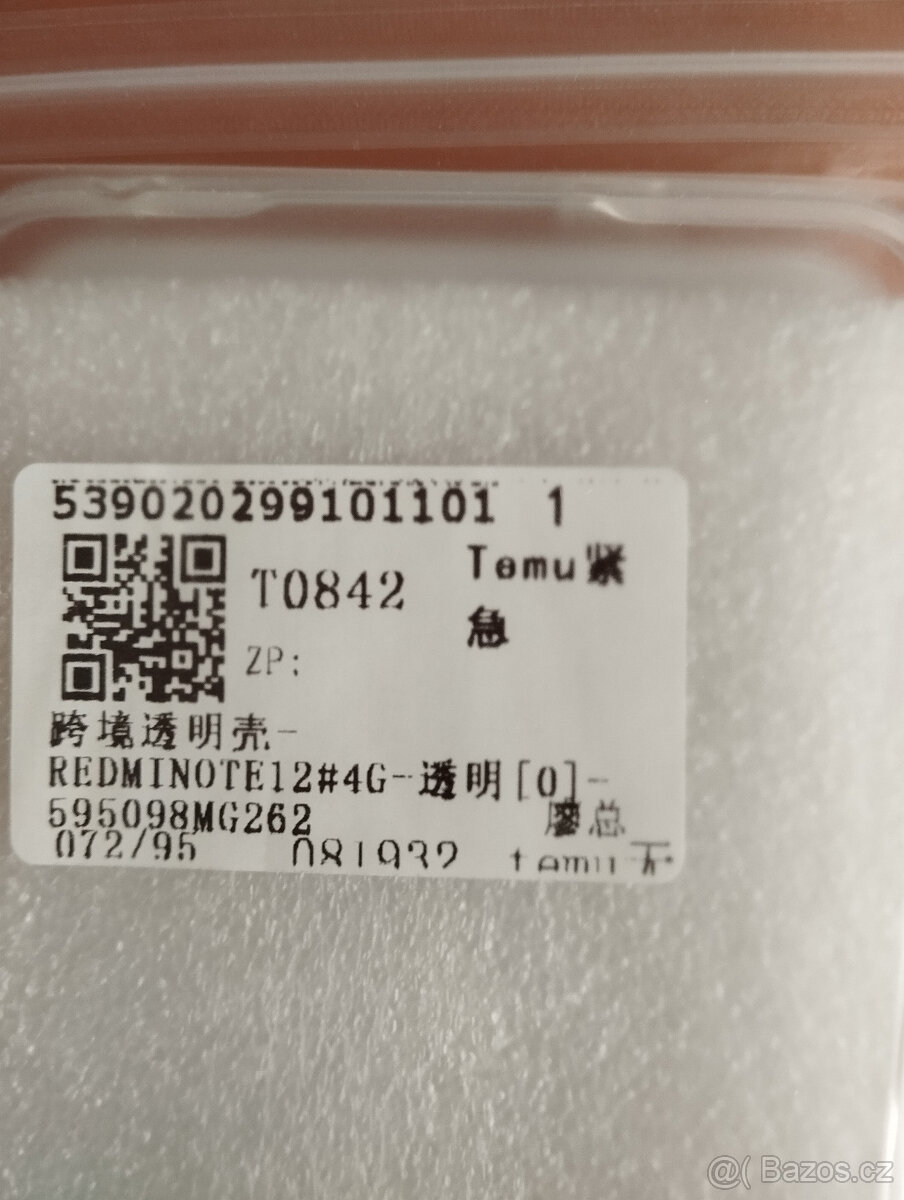 539020299101101 1
T0842
Temu紧
急
ZP:
跨境透明壳-
REDMINOTE12#4G-透明[0]-
595098MG262
廖总
072/95
081932
temu
@( Bazos.cz